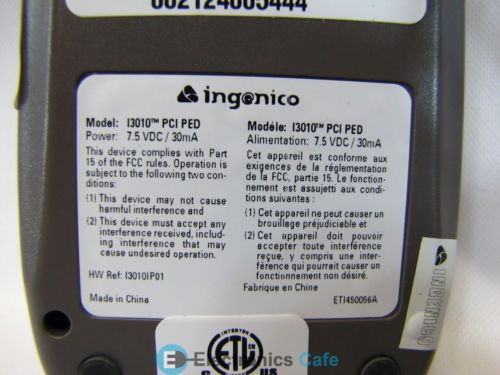 ingenico
Model: I3010™ PCI PED
Power: 7.5 VDC / 30mA
This device complies with Part
15 of the FCC rules. Operation is
subject to the following two con-
ditions:
(1) This device may not cause
harmful interference and
(2) This device must accept any
interference received, includ-
ing interference that may
cause undesired operation.
HW Ref: I3010IP01
Made in China
Modèle: I3010™ PCI PED
Alimentation: 7.5 VDC / 30mA
Cet appareil est conforme aux
exigences de la réglementation
de la FCC, partie 15. Le fonction-
nement est assujetti aux condi-
tions suivantes :
(1) Cet appareil ne peut causer un
brouillage préjudiciable et
(2) Cet appareil doit pouvoir
accepter toute interférence
reçue, y compris une inter-
férence qui pourrait causer un
fonctionnement non désiré.
Fabrique en Chine
ETI450056A
INGENICO
INTERTEK
ETL
C US
Electronics Cafe